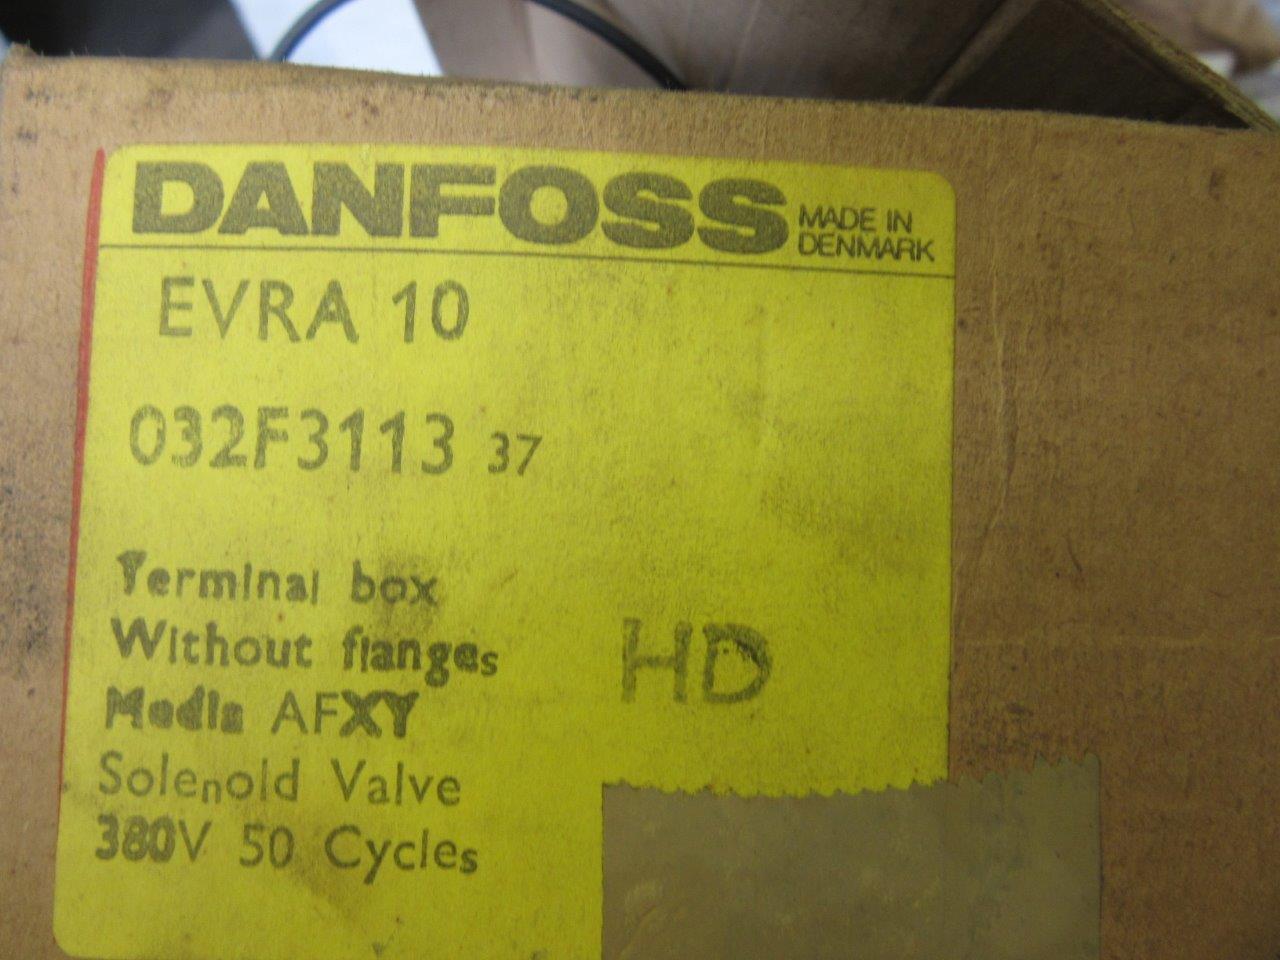 DANFOSS MADE IN
DENMARK
EVRA 10
032F3113 37
Terminal box
Without flanges
HD
Media AFXY
Solenoid Valve
380V 50 Cycles